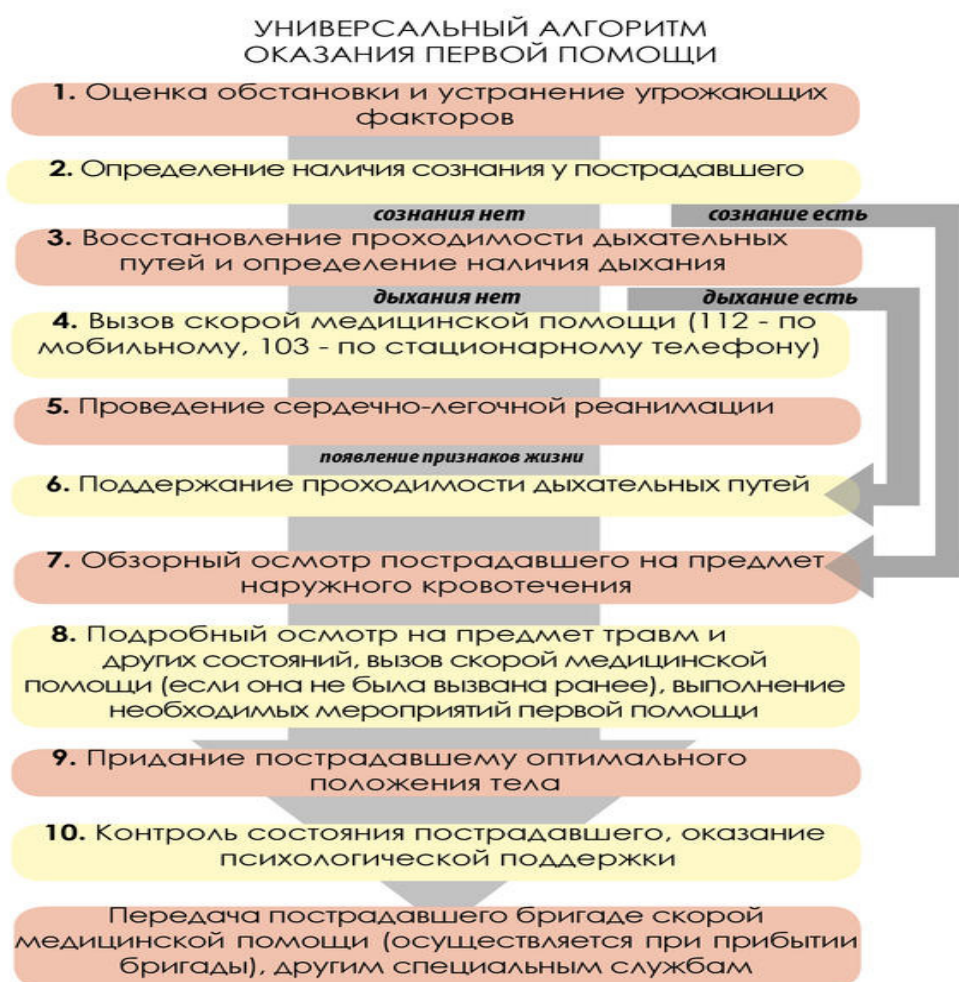 УНИВЕРСАЛЬНЫЙ АЛГОРИТМ
ОКАЗАНИЯ ПЕРВОЙ ПОМОЩИ
1. Оценка обстановки и устранение угрожающих
факторов
2. Определение наличия сознания у пострадавшего
сознания нет
сознание есть
3. Восстановление проходимости дыхательных
путей и определение наличия дыхания
дыхания нет
дыхание есть
4. Вызов скорой медицинской помощи (112 - по
мобильному, 103 - по стационарному телефону)
5. Проведение сердечно-легочной реанимации
появление признаков жизни
6. Поддержание проходимости дыхательных путей
7. Обзорный осмотр пострадавшего на предмет
наружного кровотечения
8. Подробный осмотр на предмет травм и
других состояний, вызов скорой медицинской
помощи (если она не была вызвана ранее), выполнение
необходимых мероприятий первой помощи
9. Придание пострадавшему оптимального
положения тела
10. Контроль состояния пострадавшего, оказание
психологической поддержки
Передача пострадавшего бригаде скорой
медицинской помощи (осуществляется при прибытии
бригады), другим специальным службам